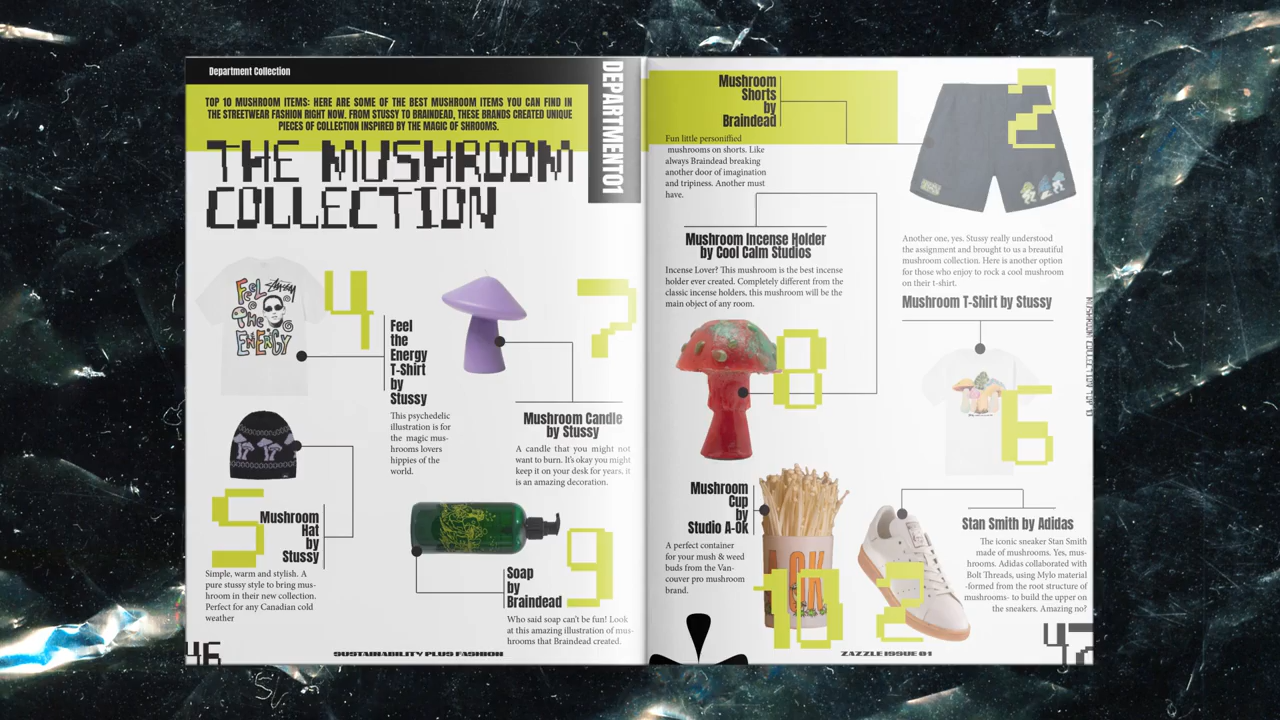 Department Collection
DEPARTMENT01
TOP 10 MUSHROOM ITEMS: HERE ARE SOME OF THE BEST MUSHROOM ITEMS YOU CAN FIND IN
THE STREETWEAR FASHION RIGHT NOW. FROM STUSSY TO BRAINDEAD, THESE BRANDS CREATED UNIQUE
PIECES OF COLLECTION INSPIRED BY THE MAGIC OF SHROOMS.
THE MUSHROOM
COLLECTION
FEEL
THE
ENERGY
STÜSSY
4
Feel
the
Energy
T-Shirt
by
Stussy
This psychedelic
illustration is for
the magic mus-
hrooms lovers
hippies of the
world.
7
Mushroom Candle
by Stussy
A candle that you might not
want to burn. It's okay you might
keep it on your desk for years, it
is an amazing decoration.
5
Mushroom
Hat
by
Stussy
Simple, warm and stylish. A
pure stussy style to bring mus-
hroom in their new collection.
Perfect for any Canadian cold
weather
9
Soap
by
Braindead
Who said soap can't be fun! Look
at this amazing illustration of mus-
hrooms that Braindead created.
46
SUSTAINABILITY PLUS FASHION
Mushroom
Shorts
by
Braindead
Fun little personiffied
mushrooms on shorts. Like
always Braindead breaking
another door of imagination
and tripiness. Another must
have.
Mushroom Incense Holder
by Cool Calm Studios
Incense Lover? This mushroom is the best incense
holder ever created. Completely different from the
classic incense holders, this mushroom will be the
main object of any room.
8
Another one, yes. Stussy really understood
the assignment and brought to us a breautiful
mushroom collection. Here is another option
for those who enjoy to rock a cool mushroom
on their t-shirt.
Mushroom T-Shirt by Stussy
6
Mushroom
Cup
by
Studio A-OK
A perfect container
for your mush & weed
buds from the Van-
couver pro mushroom
brand.
10
2
Stan Smith by Adidas
The iconic sneaker Stan Smith
made of mushrooms. Yes, mus-
hrooms. Adidas collaborated with
Bolt Threads, using Mylo material
-formed from the root structure of
mushrooms- to build the upper on
the sneakers. Amazing no?
ZAZZLE ISSUE 01
47